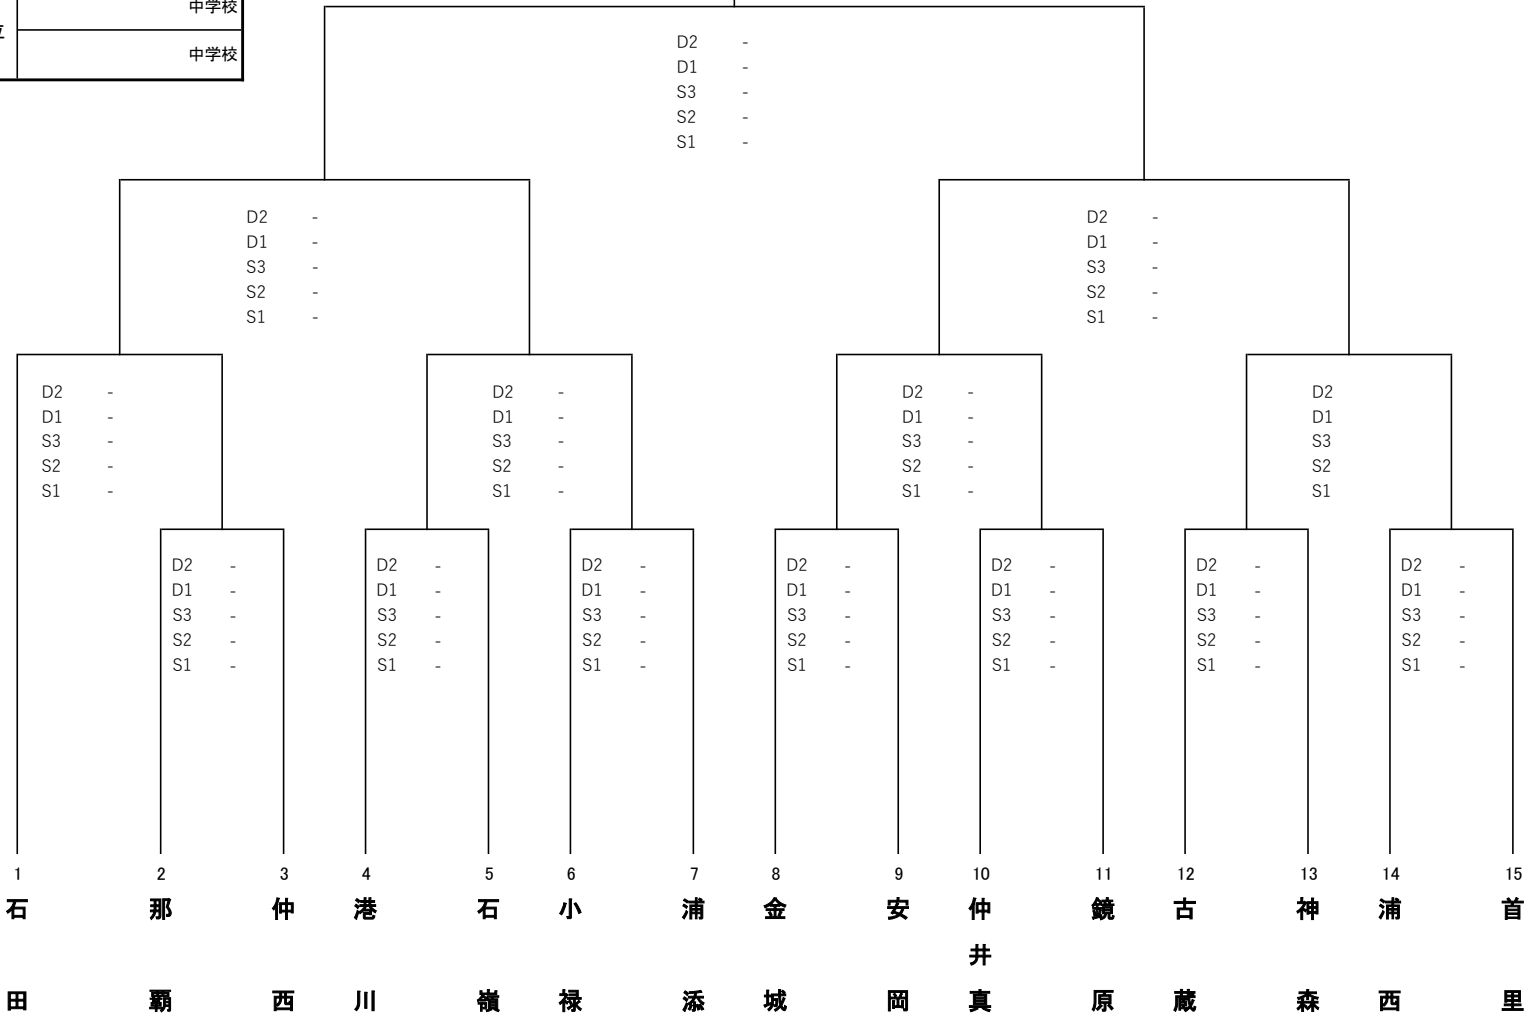 中学校
位
中学校
D2 -
D1 -
S3 -
S2 -
S1 -
D2 - D2 -
D1 - D1 -
S3 - S3 -
S2 - S2 -
S1 - S1 -
D2 - D2 - D2 - D2
D1 - D1 - D1 - D1
S3 - S3 - S3 - S3
S2 - S2 - S2 - S2
S1 - S1 - S1 - S1
D2 - D2 - D2 - D2 - D2 - D2 - D2 -
D1 - D1 - D1 - D1 - D1 - D1 - D1 -
S3 - S3 - S3 - S3 - S3 - S3 - S3 -
S2 - S2 - S2 - S2 - S2 - S2 - S2 -
S1 - S1 - S1 - S1 - S1 - S1 - S1 -
1 2 3 4 5 6 7 8 9 10 11 12 13 14 15
石田
那覇
仲西
港川
石嶺
小禄
浦添
金城
安岡
仲井真
鏡原
古蔵
神森
浦西
首里